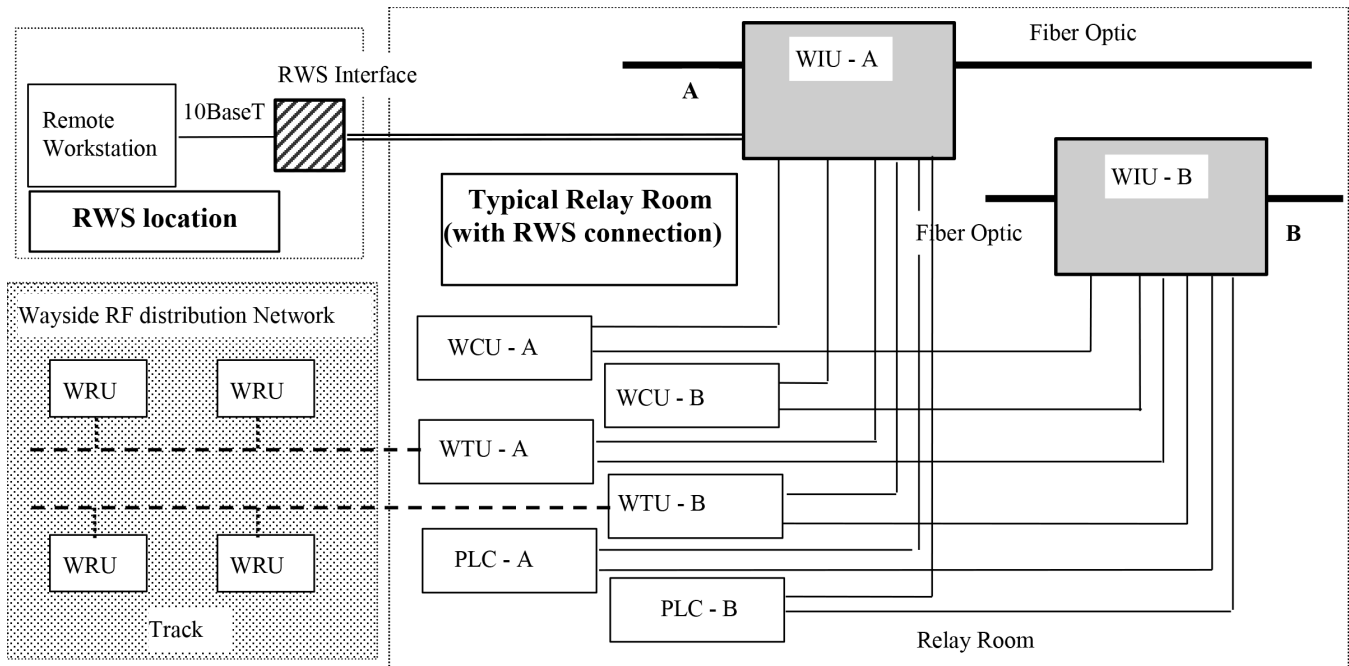 Fiber Optic
WIU - A
A
RWS Interface
10BaseT
Remote
Workstation
RWS location
Typical Relay Room
(with RWS connection)
WIU - B
Fiber Optic
B
Wayside RF distribution Network
WRU
WRU
WCU - A
WCU - B
WTU - A
WTU - B
WRU
WRU
PLC - A
PLC - B
Track
Relay Room